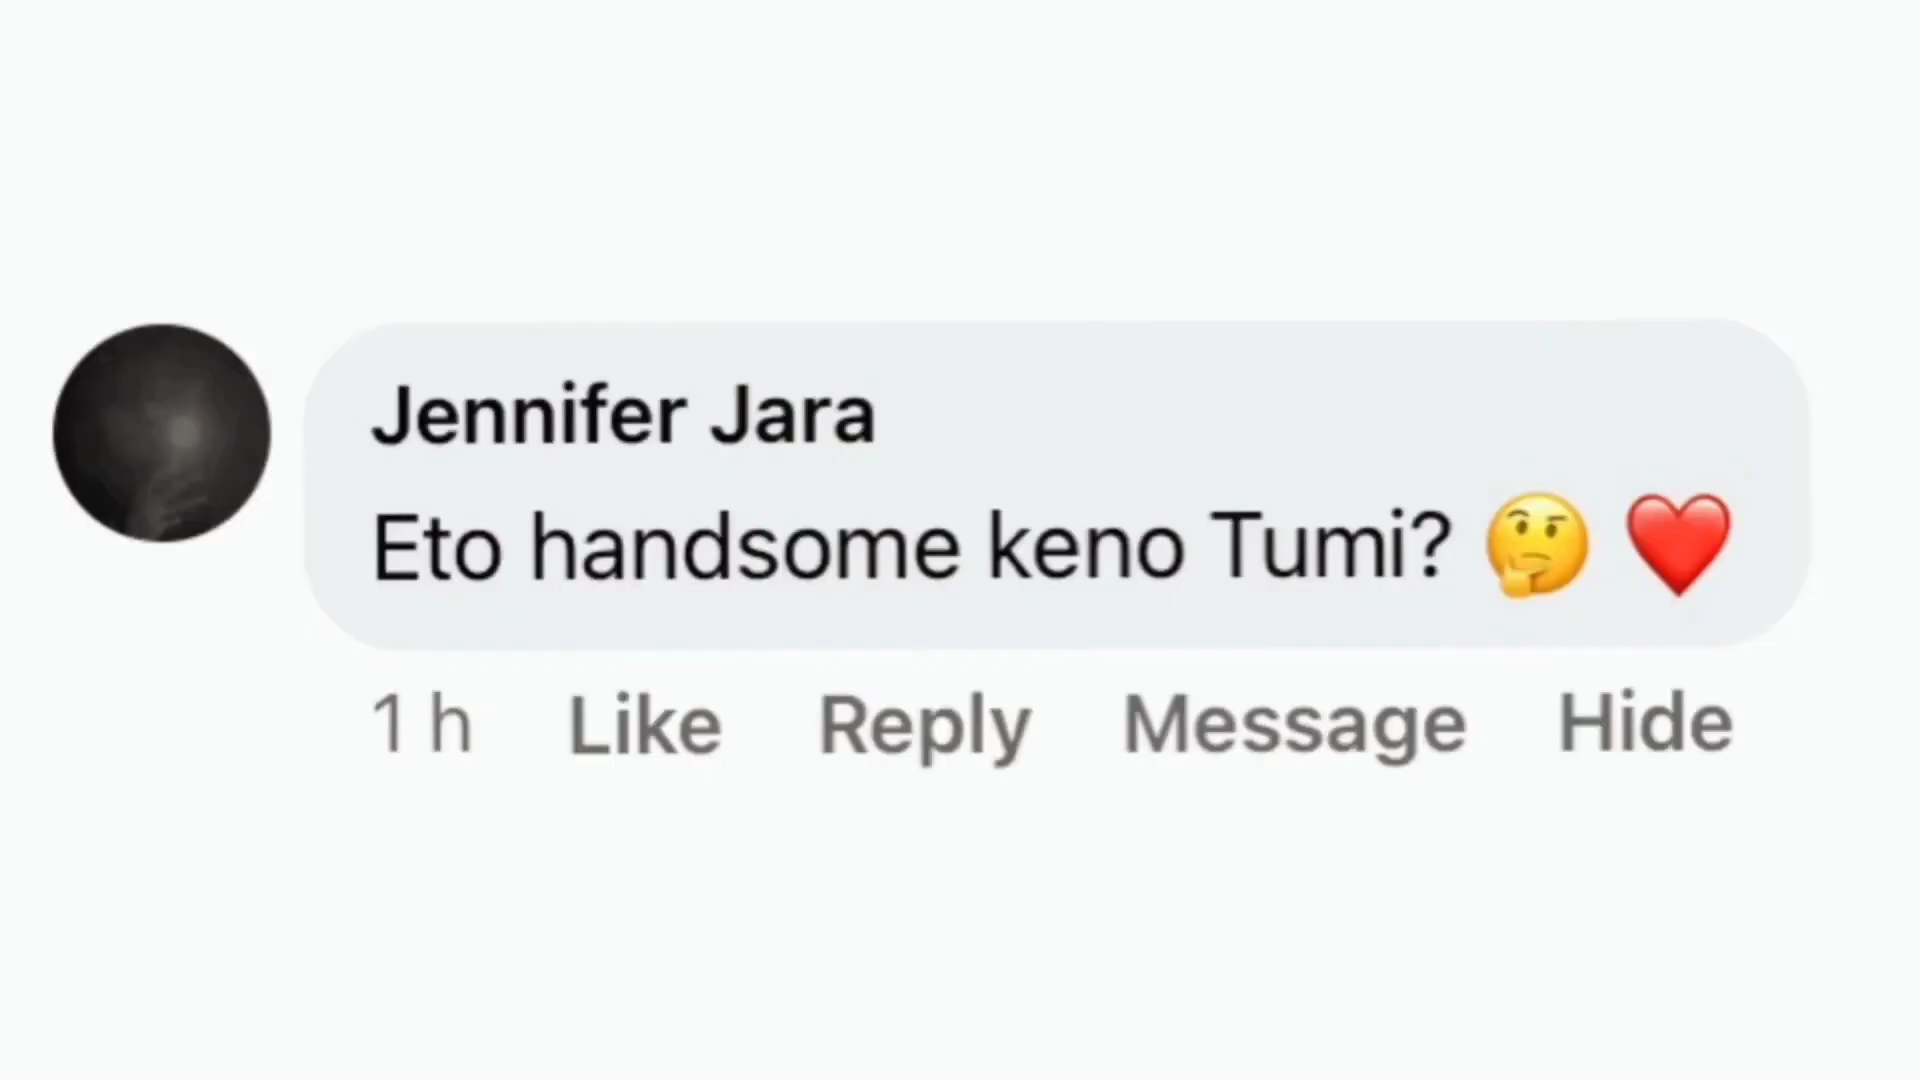 Jennifer Jara
Eto handsome keno Tumi? 🤔 ❤️
1 h Like Reply Message Hide